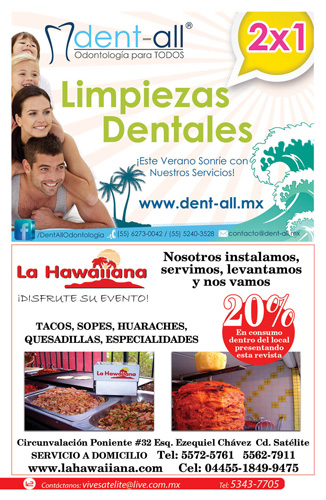 dent-all®
Odontología para TODOS
2x1
Limpiezas
Dentales
¡Este Verano Sonríe con
Nuestros Servicios!
www.dent-all.mx
/DentAllOdontologia (55) 6273-0042 / (55) 5240-3528 contacto@dent-all.mx
La Hawaiiana
¡DISFRUTE SU EVENTO!
Nosotros instalamos,
servimos, levantamos
y nos vamos
20%
En consumo
dentro del local
presentando
esta revista
TACOS, SOPES, HUARACHES,
QUESADILLAS, ESPECIALIDADES
La Hawaiiana
Circunvalación Poniente #32 Esq. Ezequiel Chávez Cd. Satélite
SERVICIO A DOMICILIO Tel: 5572-5761 5562-7911
www.lahawaiiana.com Cel: 04455-1849-9475
Contáctanos: vivesatelite@live.com.mx Tel: 5343-7705